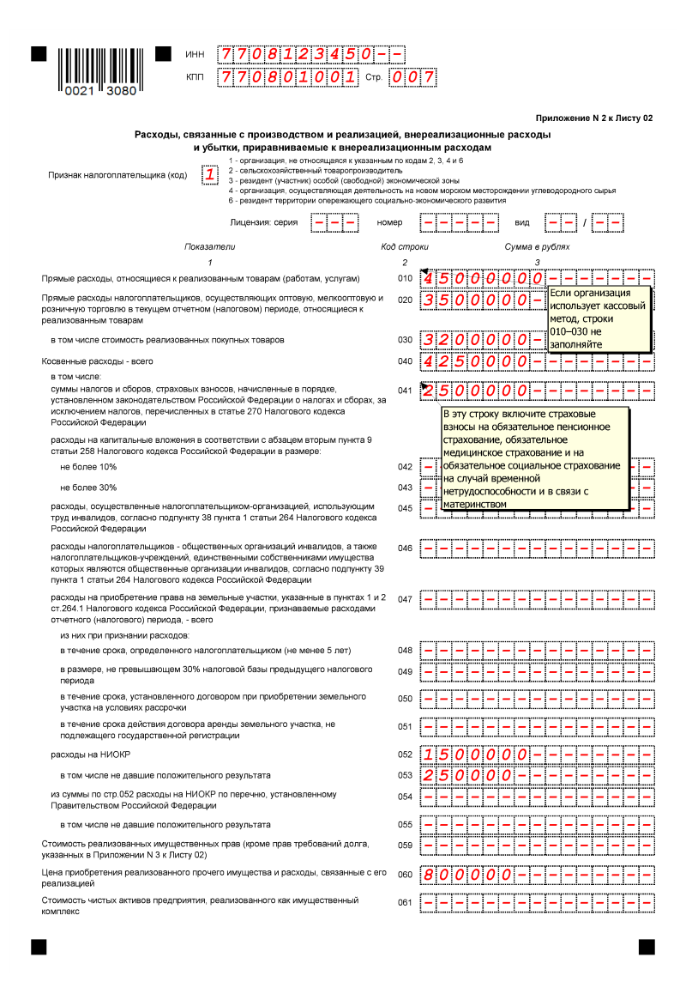 ИНН 7708123450--
КПП 770801001 Стр. 007
0021 3080
Приложение N 2 к Листу 02
Расходы, связанные с производством и реализацией, внереализационные расходы
и убытки, приравниваемые к внереализационным расходам
Признак налогоплательщика (код) 1
1 - организация, не относящаяся к указанным по кодам 2, 3, 4 и 6
2 - сельскохозяйственный товаропроизводитель
3 - резидент (участник) особой (свободной) экономической зоны
4 - организация, осуществляющая деятельность на новом морском месторождении углеводородного сырья
6 - резидент территории опережающего социально-экономического развития
Лицензия: серия --- номер ----- вид -- / --
Показатели Код строки Сумма в рублях
1 2 3
Прямые расходы, относящиеся к реализованным товарам (работам, услугам) 010 45000000-------
Прямые расходы налогоплательщиков, осуществляющих оптовую, мелкооптовую и
розничную торговлю в текущем отчетном (налоговом) периоде, относящиеся к
реализованным товарам
020 3500000-
Если организация
использует кассовый
метод, строки
010–030 не
заполняйте
в том числе стоимость реализованных покупных товаров 030 3200000-
Косвенные расходы - всего 040 4250000--------
в том числе:
суммы налогов и сборов, страховых взносов, начисленные в порядке,
установленном законодательством Российской Федерации о налогах и сборах, за
исключением налогов, перечисленных в статье 270 Налогового кодекса
Российской Федерации
041 2500000--------
В эту строку включите страховые
взносы на обязательное пенсионное
страхование, обязательное
медицинское страхование и на
обязательное социальное страхование
на случай временной
нетрудоспособности и в связи с
материнством
расходы на капитальные вложения в соответствии с абзацем вторым пункта 9
статьи 258 Налогового кодекса Российской Федерации в размере:
не более 10% 042 - --
не более 30% 043 - --
расходы, осуществленные налогоплательщиком-организацией, использующим
труд инвалидов, согласно подпункту 38 пункта 1 статьи 264 Налогового кодекса
Российской Федерации
045 - --
расходы налогоплательщиков - общественных организаций инвалидов, а также
налогоплательщиков-учреждений, единственными собственниками имущества
которых являются общественные организации инвалидов, согласно подпункту 39
пункта 1 статьи 264 Налогового кодекса Российской Федерации
046 ---------------
расходы на приобретение права на земельные участки, указанные в пунктах 1 и 2
ст.264.1 Налогового кодекса Российской Федерации, признаваемые расходами
отчетного (налогового) периода, - всего
047 ---------------
из них при признании расходов:
в течение срока, определенного налогоплательщиком (не менее 5 лет) 048 ---------------
в размере, не превышающем 30% налоговой базы предыдущего налогового
периода
049 ---------------
в течение срока, установленного договором при приобретении земельного
участка на условиях рассрочки
050 ---------------
в течение срока действия договора аренды земельного участка, не
подлежащего государственной регистрации
051 ---------------
расходы на НИОКР 052 1500000--------
в том числе не давшие положительного результата 053 250000---------
из суммы по стр.052 расходы на НИОКР по перечню, установленному
Правительством Российской Федерации
054 ---------------
в том числе не давшие положительного результата 055 ---------------
Стоимость реализованных имущественных прав (кроме прав требований долга,
указанных в Приложении N 3 к Листу 02)
059 ---------------
Цена приобретения реализованного прочего имущества и расходы, связанные с его
реализацией
060 800000---------
Стоимость чистых активов предприятия, реализованного как имущественный
комплекс
061 ---------------